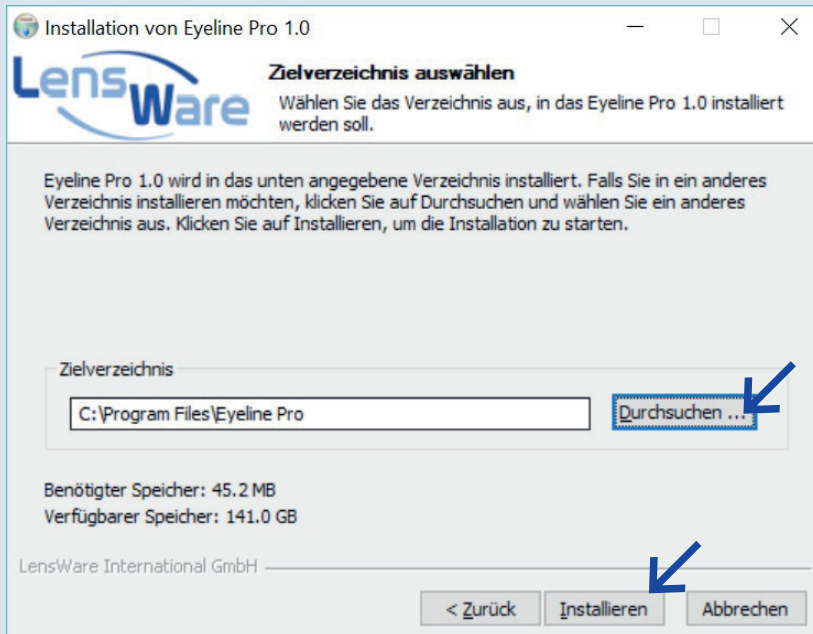 Installation von Eyeline Pro 1.0
LensWare
Zielverzeichnis auswählen
Wählen Sie das Verzeichnis aus, in das Eyeline Pro 1.0 installiert
werden soll.
Eyeline Pro 1.0 wird in das unten angegebene Verzeichnis installiert. Falls Sie in ein anderes
Verzeichnis installieren möchten, klicken Sie auf Durchsuchen und wählen Sie ein anderes
Verzeichnis aus. Klicken Sie auf Installieren, um die Installation zu starten.
Zielverzeichnis
C:\Program Files\Eyeline Pro
Durchsuchen ...
Benötigter Speicher: 45.2 MB
Verfügbarer Speicher: 141.0 GB
LensWare International GmbH
< Zurück
Installieren
Abbrechen